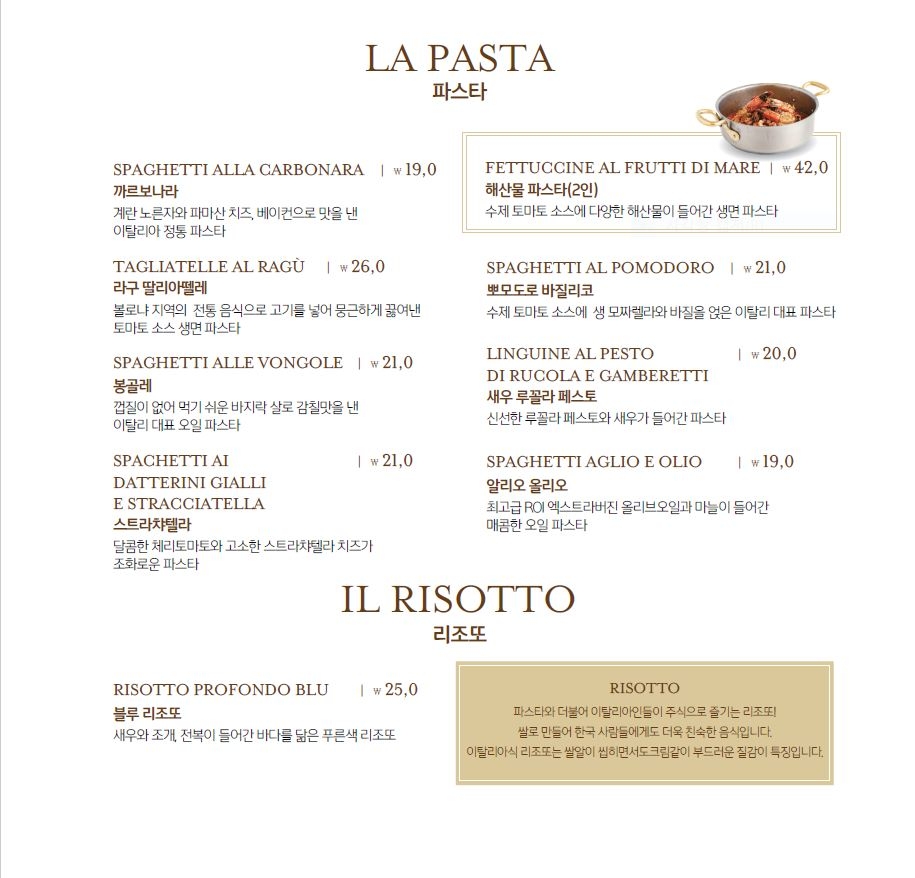 LA PASTA
파스타
SPAGHETTI ALLA CARBONARA | ₩ 19,0
까르보나라
계란 노른자와 파마산 치즈, 베이컨으로 맛을 낸
이탈리아 정통 파스타
TAGLIATELLE AL RAGÙ | ₩ 26,0
라구 딸리아뗄레
볼로냐 지역의 전통 음식으로 고기를 넣어 뭉근하게 끓여낸
토마토 소스 생면 파스타
SPAGHETTI ALLE VONGOLE | ₩ 21,0
봉골레
껍질이 없어 먹기 쉬운 바지락 살로 감칠맛을 낸
이탈리 대표 오일 파스타
SPACHETTI AI | ₩ 21,0
DATTERINI GIALLI
E STRACCIATELLA
스트라챠텔라
달콤한 체리토마토와 고소한 스트라챠텔라 치즈가
조화로운 파스타
FETTUCCINE AL FRUTTI DI MARE | ₩ 42,0
해산물 파스타(2인)
수제 토마토 소스에 다양한 해산물이 들어간 생면 파스타
SPAGHETTI AL POMODORO | ₩ 21,0
뽀모도로 바질리코
수제 토마토 소스에 생 모짜렐라와 바질을 얹은 이탈리 대표 파스타
LINGUINE AL PESTO | ₩ 20,0
DI RUCOLA E GAMBERETTI
새우 루꼴라 페스토
신선한 루꼴라 페스토와 새우가 들어간 파스타
SPAGHETTI AGLIO E OLIO | ₩ 19,0
알리오 올리오
최고급 ROI 엑스트라버진 올리브오일과 마늘이 들어간
매콤한 오일 파스타
IL RISOTTO
리조또
RISOTTO PROFONDO BLU | ₩ 25,0
블루 리조또
새우와 조개, 전복이 들어간 바다를 닮은 푸른색 리조또
RISOTTO
파스타와 더불어 이탈리아인들이 주식으로 즐기는 리조또!
쌀로 만들어 한국 사람들에게도 더욱 친숙한 음식입니다.
이탈리아식 리조또는 쌀알이 씹히면서도크림같이 부드러운 질감이 특징입니다.